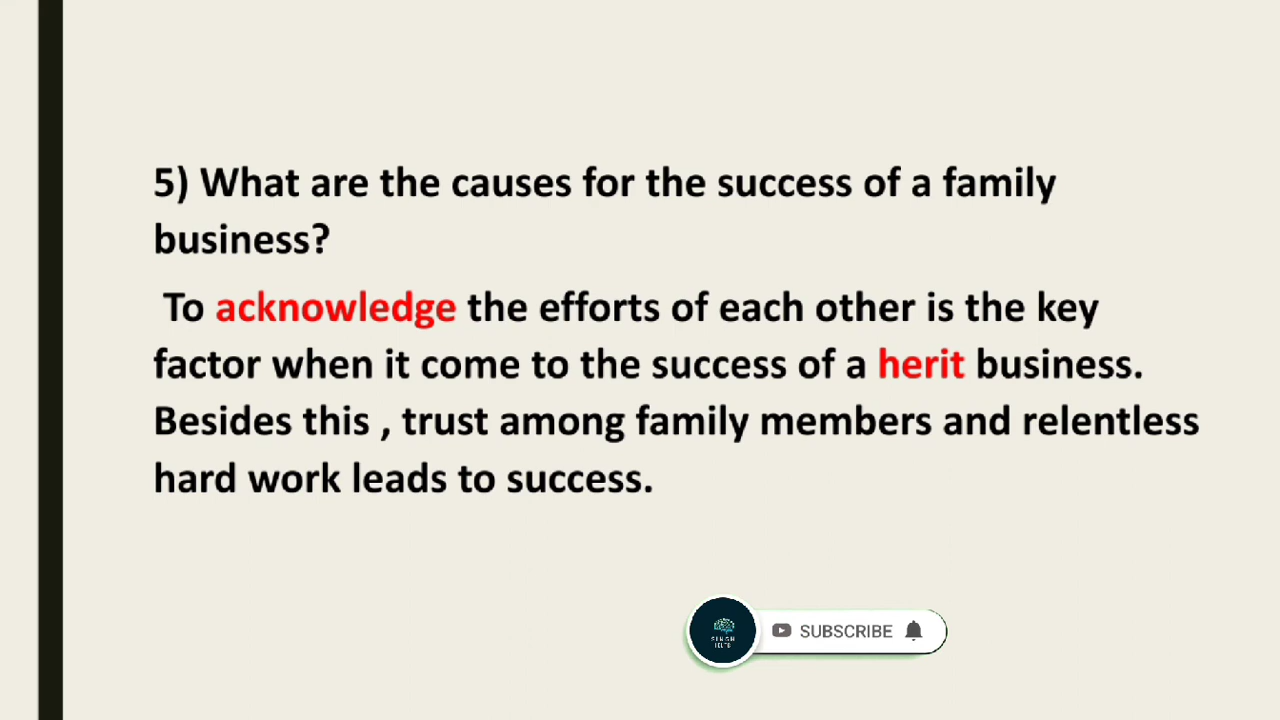 5) What are the causes for the success of a family
business?
To acknowledge the efforts of each other is the key
factor when it come to the success of a herit business.
Besides this , trust among family members and relentless
hard work leads to success.
SINGH
IELTS
SUBSCRIBE